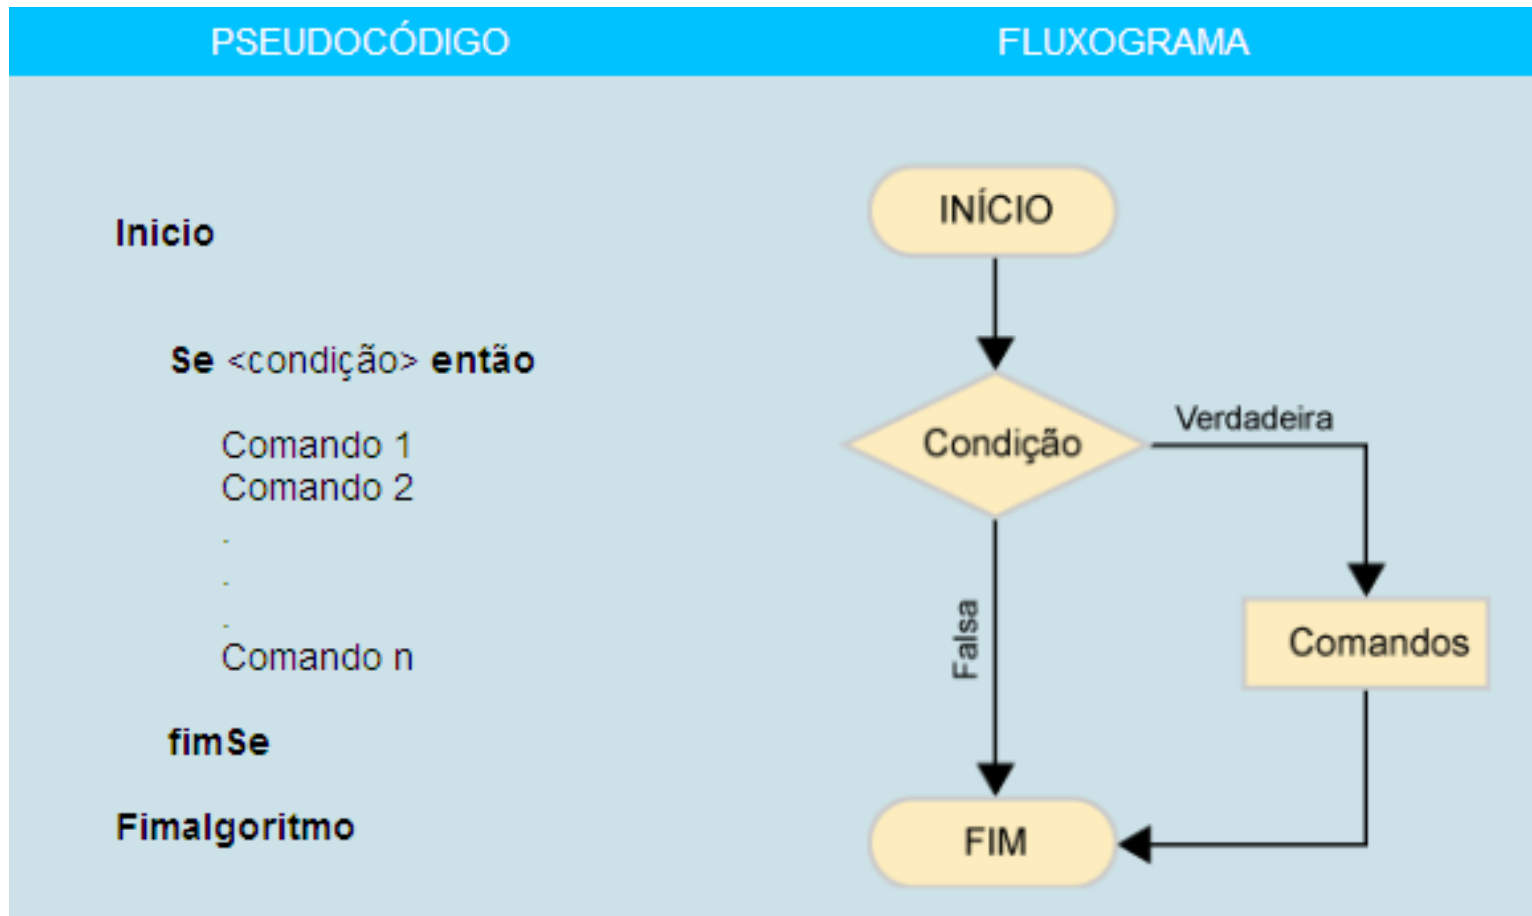 PSEUDOCÓDIGO
Inicio
Se <condição> então
Comando 1
Comando 2
.
.
.
Comando n
fimSe
Fimalgoritmo
FLUXOGRAMA
INÍCIO
Condição
Verdadeira
Falsa
Comandos
FIM